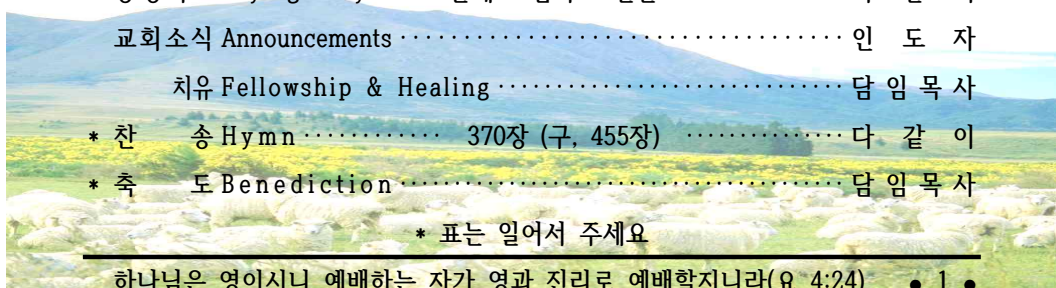 교회소식 Announcements ································· 인 도 자
치유 Fellowship & Healing ····························· 담 임 목 사
* 찬 송 Hymn ············ 370장 (구, 455장) ··············· 다 같 이
* 축 도 Benediction ································· 담 임 목 사
* 표는 일어서 주세요
하나님은 영이시니 예배하는 자가 영과 진리로 예배할지니라(요 4:24) ● 1 ●